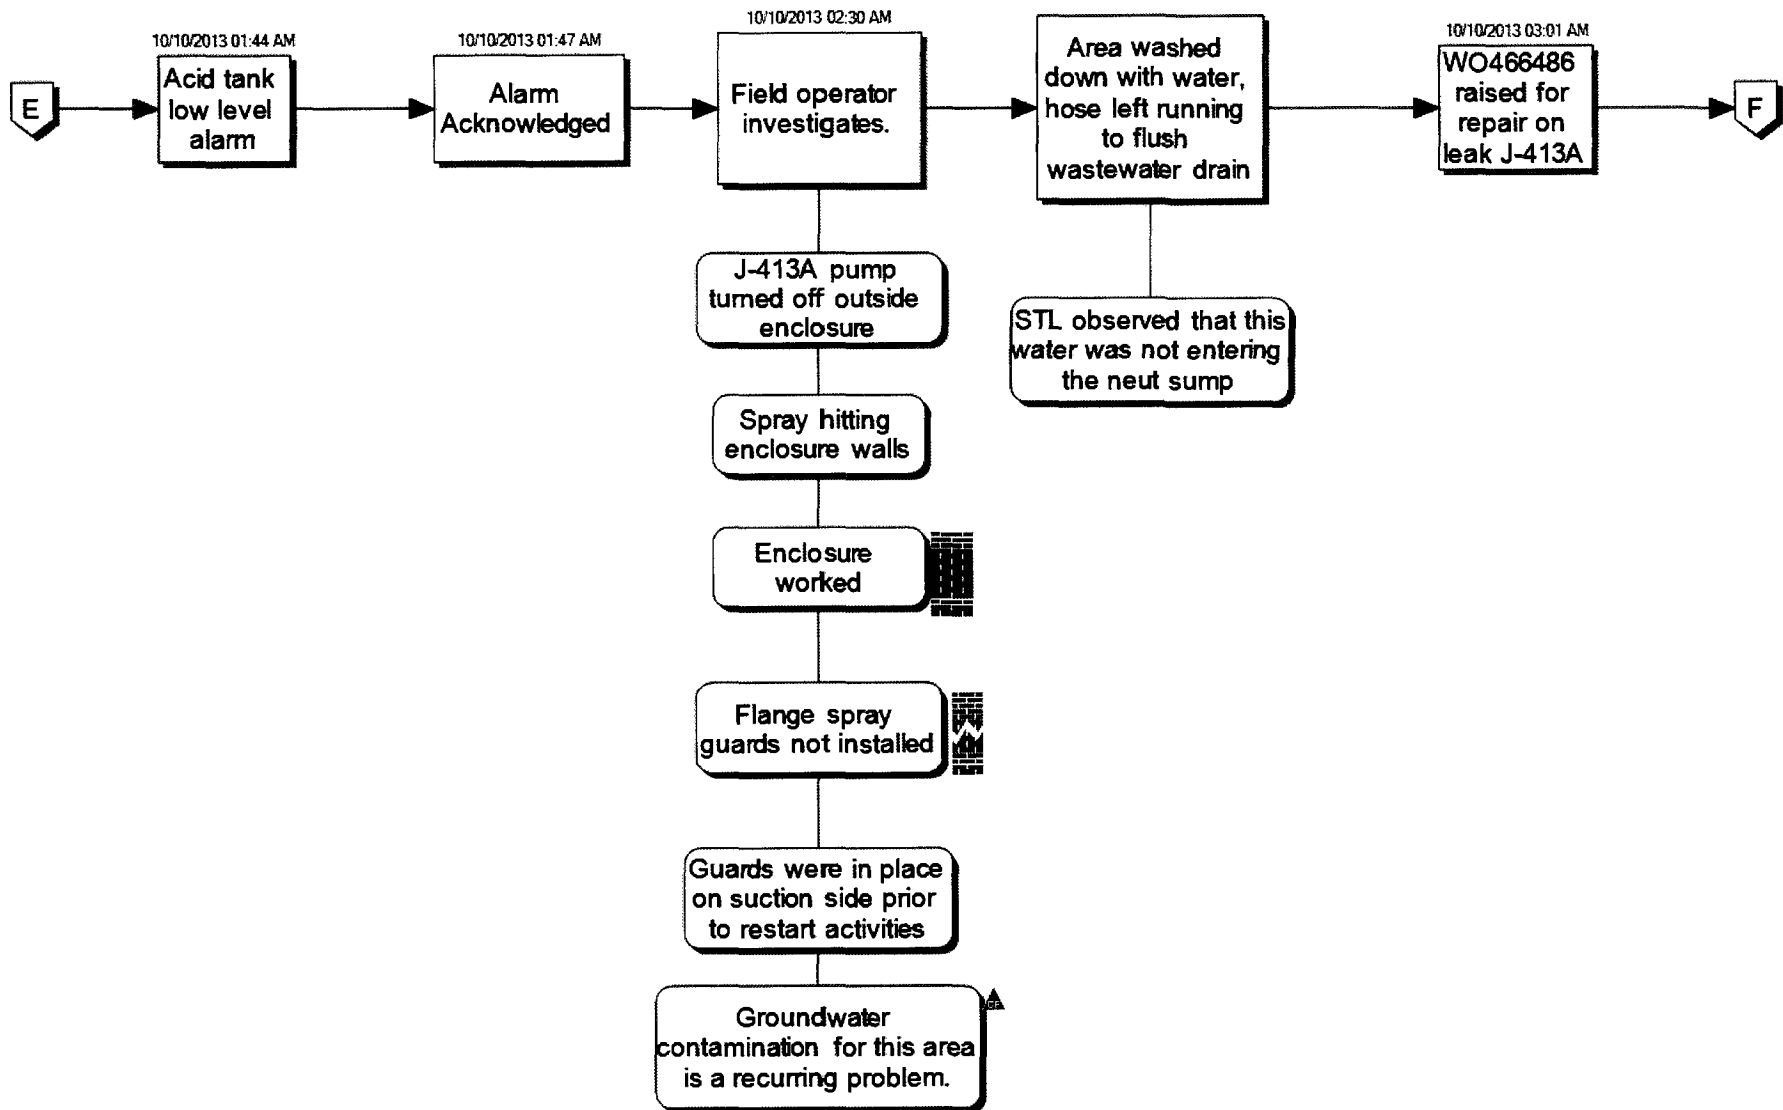 E
10/10/2013 01:44 AM
Acid tank
low level
alarm
10/10/2013 01:47 AM
Alarm
Acknowledged
10/10/2013 02:30 AM
Field operator
investigates.
Area washed
down with water,
hose left running
to flush
wastewater drain
10/10/2013 03:01 AM
WO466486
raised for
repair on
leak J-413A
F
J-413A pump
turned off outside
enclosure
Spray hitting
enclosure walls
Enclosure
worked
Flange spray
guards not installed
Guards were in place
on suction side prior
to restart activities
Groundwater
contamination for this area
is a recurring problem.
CF
STL observed that this
water was not entering
the neut sump